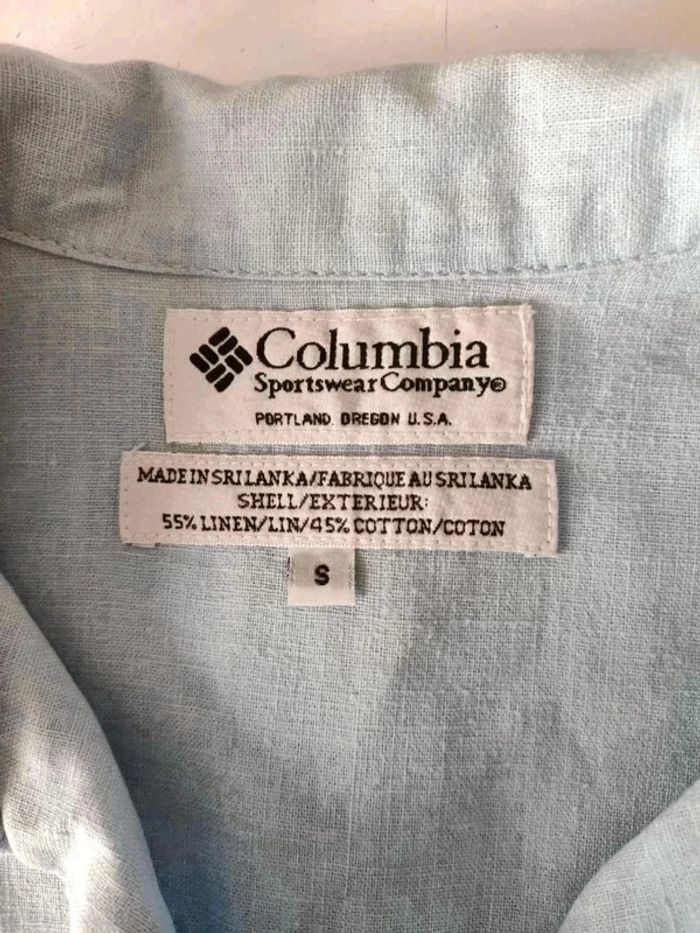 Columbia
Sportswear Company®
PORTLAND. OREGON U.S.A.
MADE IN SRI LANKA/FABRIQUE AU SRI LANKA
SHELL/EXTERIEUR:
55% LINEN/LIN/45% COTTON/COTON
S